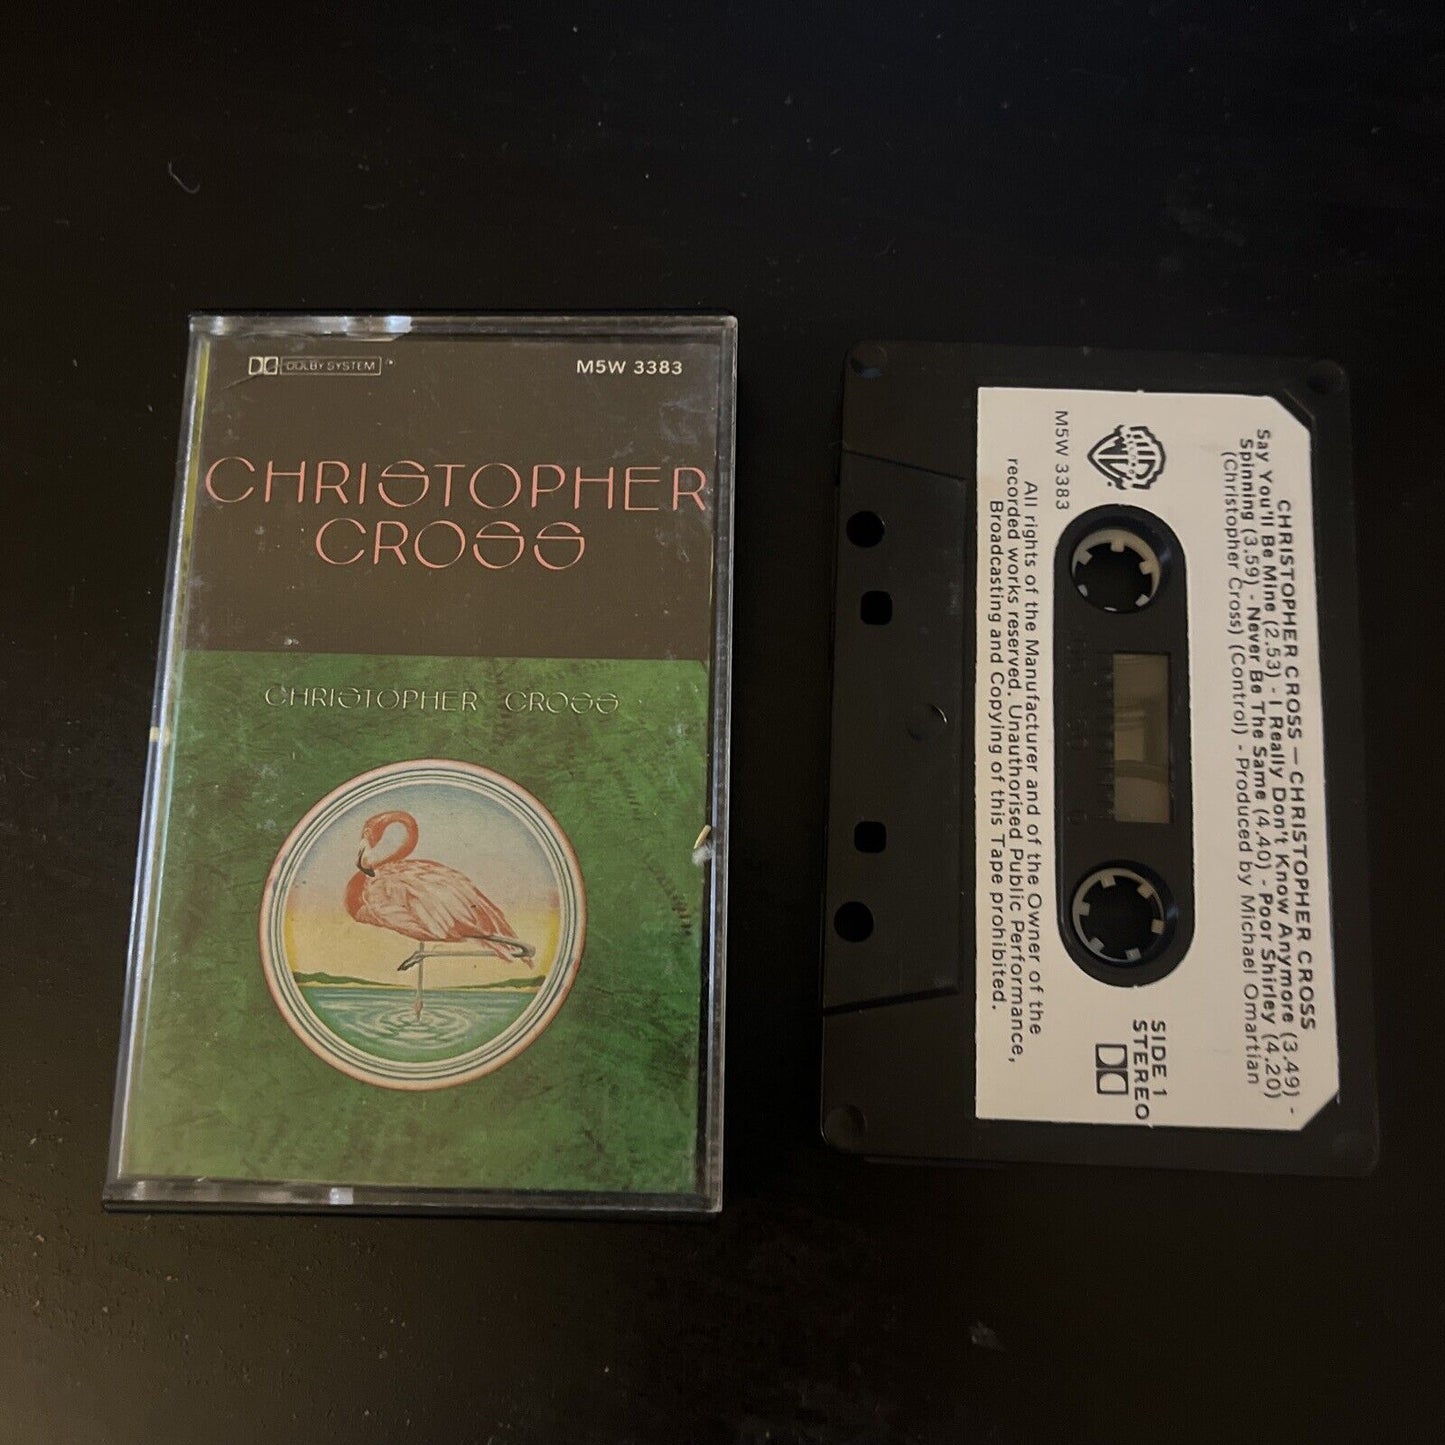 DOLBY SYSTEM
M5W 3383
CHRISTOPHER
CROSS
CHRISTOPHER CROSS
CHRISTOPHER CROSS — CHRISTOPHER CROSS
Say You'll Be Mine (2.53) - I Really Don't Know Anymore (3.49) -
Spinning (3.59) - Never Be The Same (4.40) - Poor Shirley (4.20)
(Christopher Cross) (Control) - Produced by Michael Omartian
M5W 3383
SIDE 1
STEREO
All rights of the Manufacturer and of the Owner of the
recorded works reserved. Unauthorised Public Performance,
Broadcasting and Copying of this Tape prohibited.